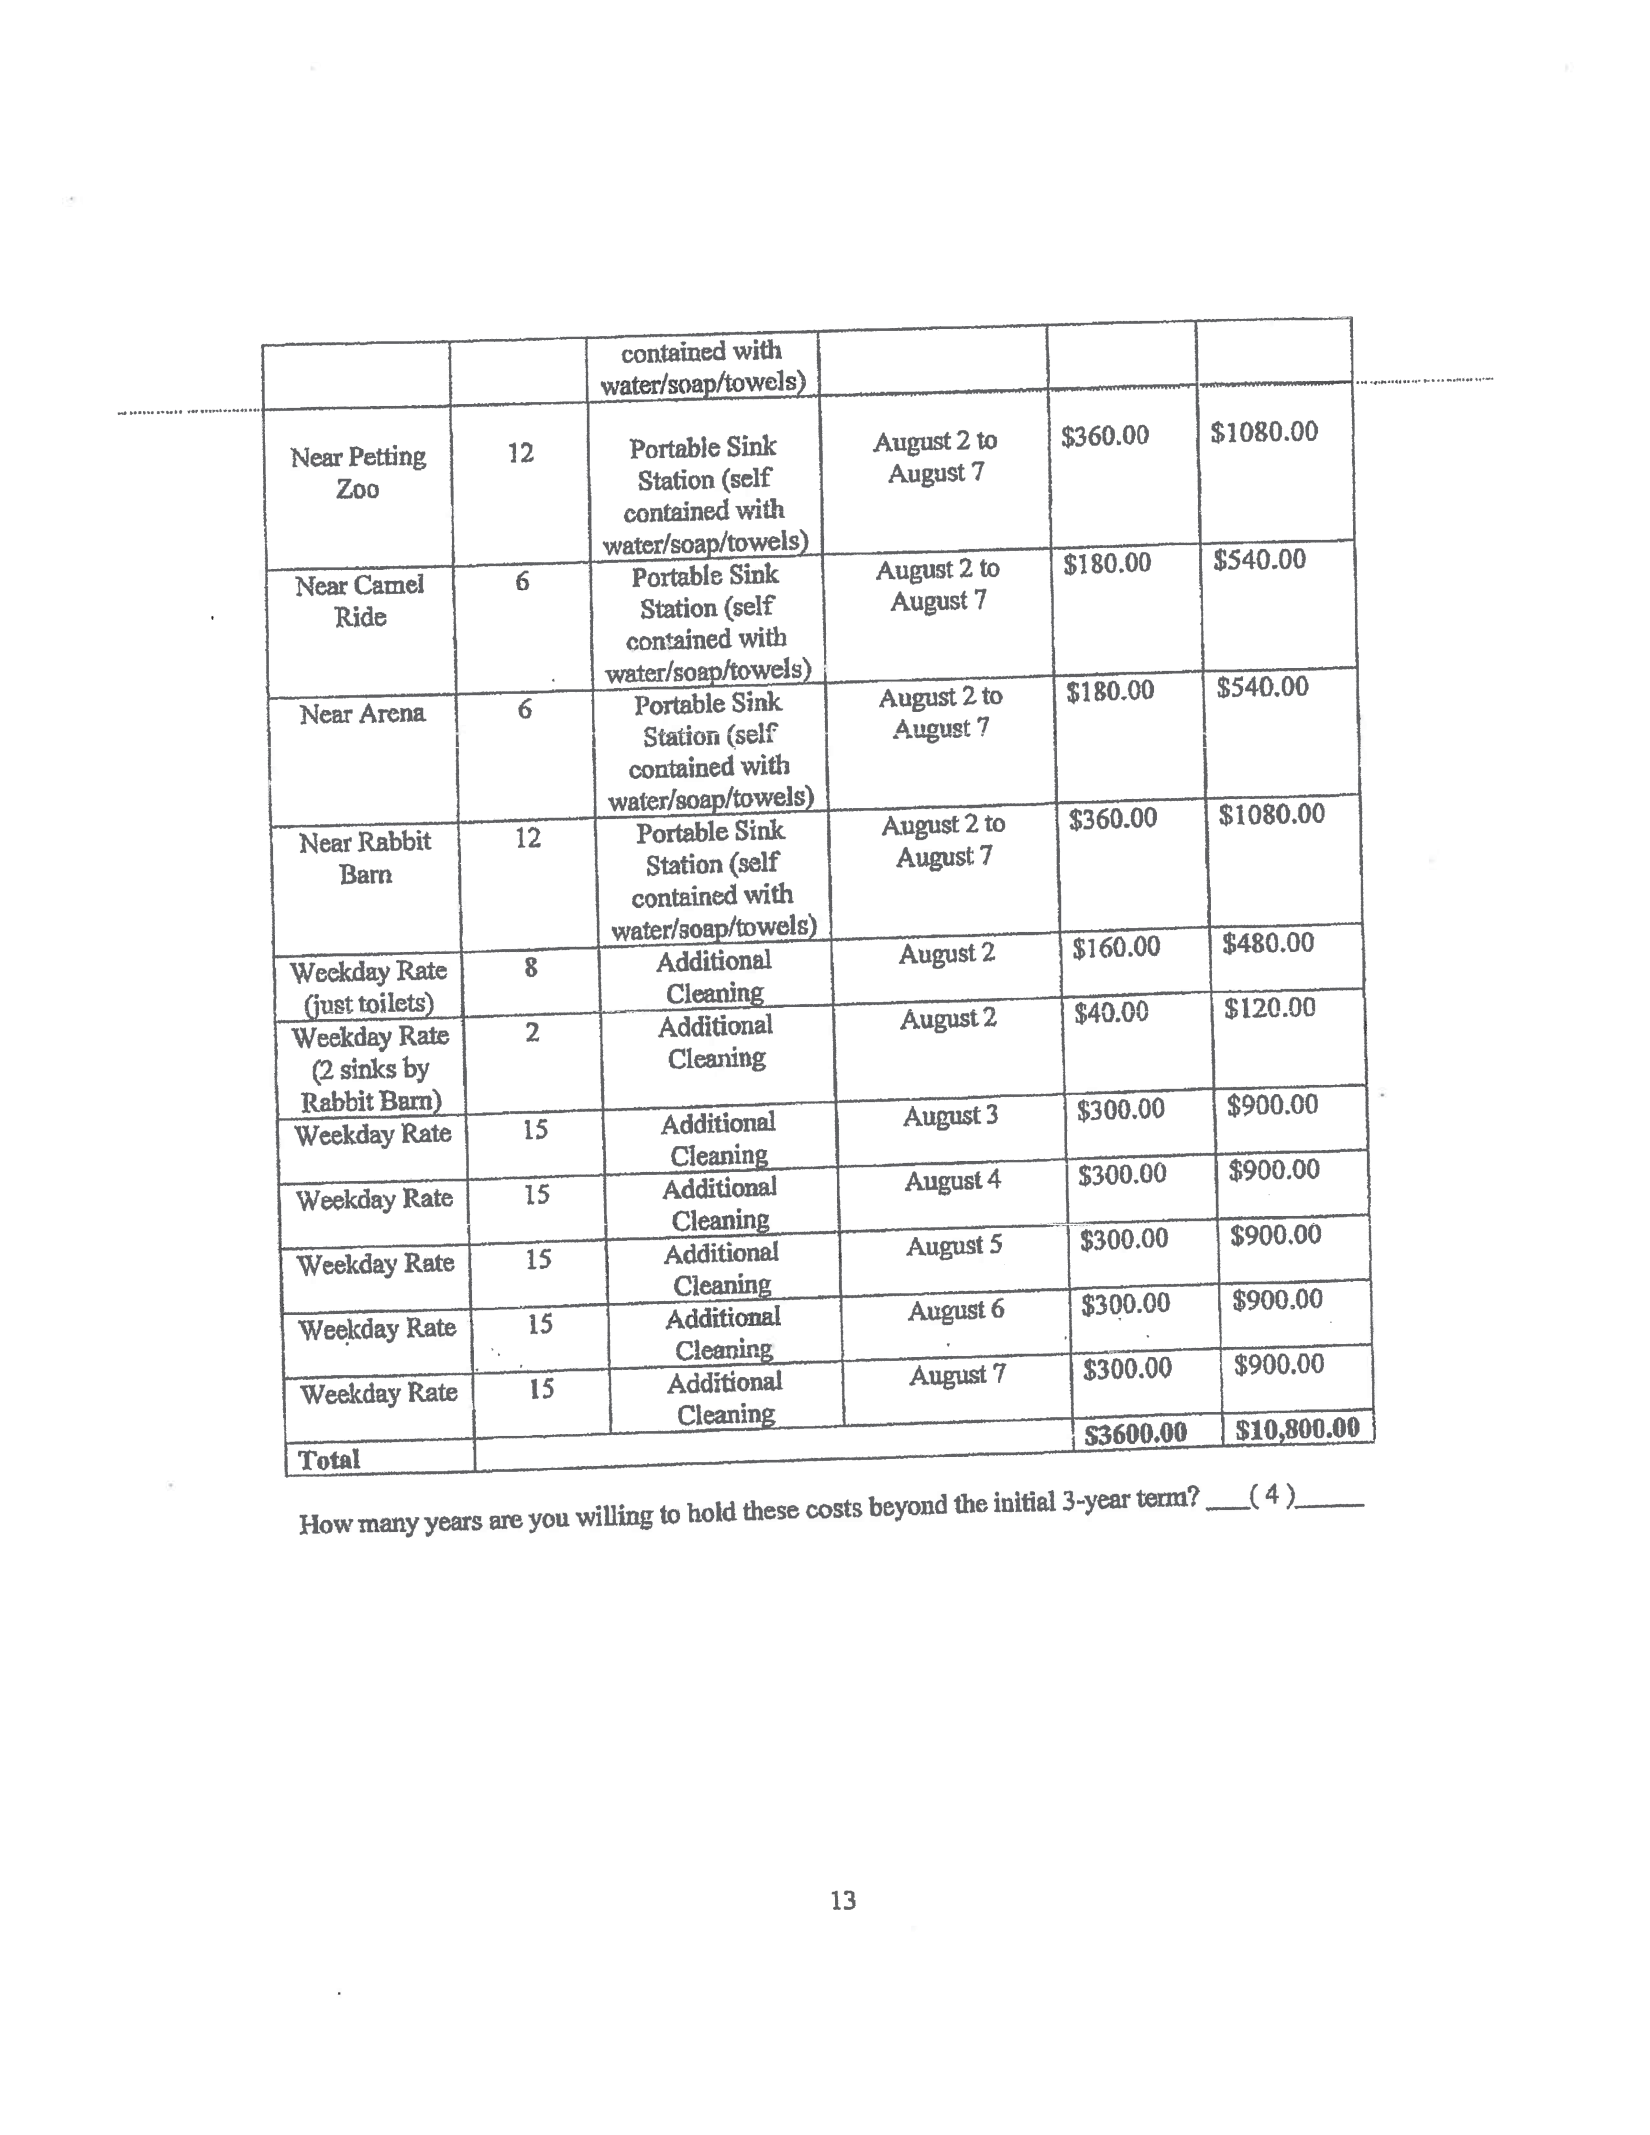 contained with
water/soap/towels)
Near Petting
Zoo
12
Portable Sink
Station (self
contained with
water/soap/towels)
August 2 to
August 7
$360.00
$1080.00
Near Camel
Ride
6
Portable Sink
Station (self
contained with
water/soap/towels)
August 2 to
August 7
$180.00
$540.00
Near Arena
6
Portable Sink
Station (self
contained with
water/soap/towels)
August 2 to
August 7
$180.00
$540.00
Near Rabbit
Barn
12
Portable Sink
Station (self
contained with
water/soap/towels)
August 2 to
August 7
$360.00
$1080.00
Weekday Rate
(just toilets)
8
Additional
Cleaning
August 2
$160.00
$480.00
Weekday Rate
(2 sinks by
Rabbit Barn)
2
Additional
Cleaning
August 2
$40.00
$120.00
Weekday Rate
15
Additional
Cleaning
August 3
$300.00
$900.00
Weekday Rate
15
Additional
Cleaning
August 4
$300.00
$900.00
Weekday Rate
15
Additional
Cleaning
August 5
$300.00
$900.00
Weekday Rate
15
Additional
Cleaning
August 6
$300.00
$900.00
Weekday Rate
15
Additional
Cleaning
August 7
$300.00
$900.00
Total
$3600.00
$10,800.00
How many years are you willing to hold these costs beyond the initial 3-year term? ___( 4 )_____
13